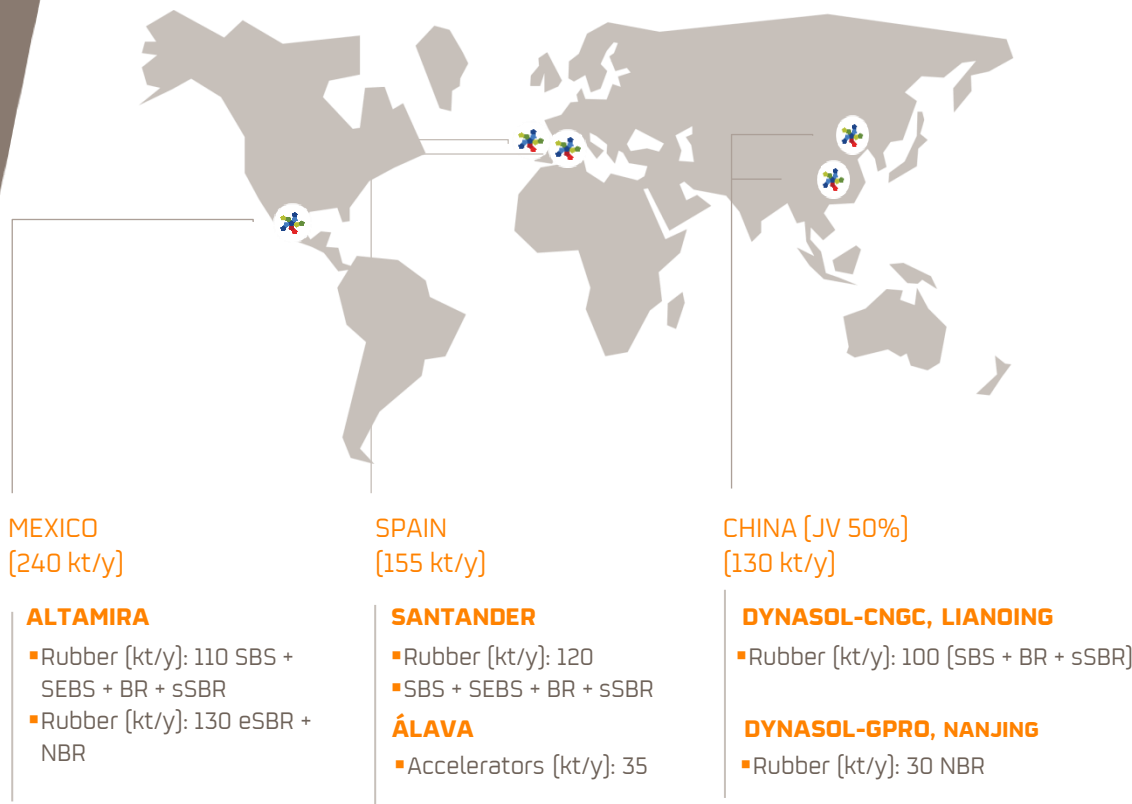 MEXICO
(240 kt/y)
ALTAMIRA
▪Rubber (kt/y): 110 SBS +
SEBS + BR + sSBR
▪Rubber (kt/y): 130 eSBR +
NBR
SPAIN
(155 kt/y)
SANTANDER
▪Rubber (kt/y): 120
▪SBS + SEBS + BR + sSBR
ÁLAVA
▪Accelerators (kt/y): 35
CHINA (JV 50%)
(130 kt/y)
DYNASOL-CNGC, LIANOING
▪Rubber (kt/y): 100 (SBS + BR + sSBR)
DYNASOL-GPRO, NANJING
▪Rubber (kt/y): 30 NBR